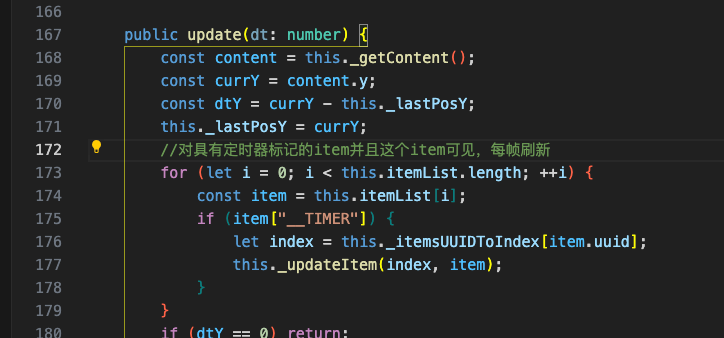 166
167 public update(dt: number) {
168 const content = this._getContent();
169 const currY = content.y;
170 const dtY = currY - this._lastPosY;
171 this._lastPosY = currY;
172 //对具有定时器标记的item并且这个item可见，每帧刷新
173 for (let i = 0; i < this.itemList.length; ++i) {
174 const item = this.itemList[i];
175 if (item["__TIMER"]) {
176 let index = this._itemsUUIDToIndex[item.uuid];
177 this._updateItem(index, item);
178 }
179 }
180 if (dtY == 0) return;